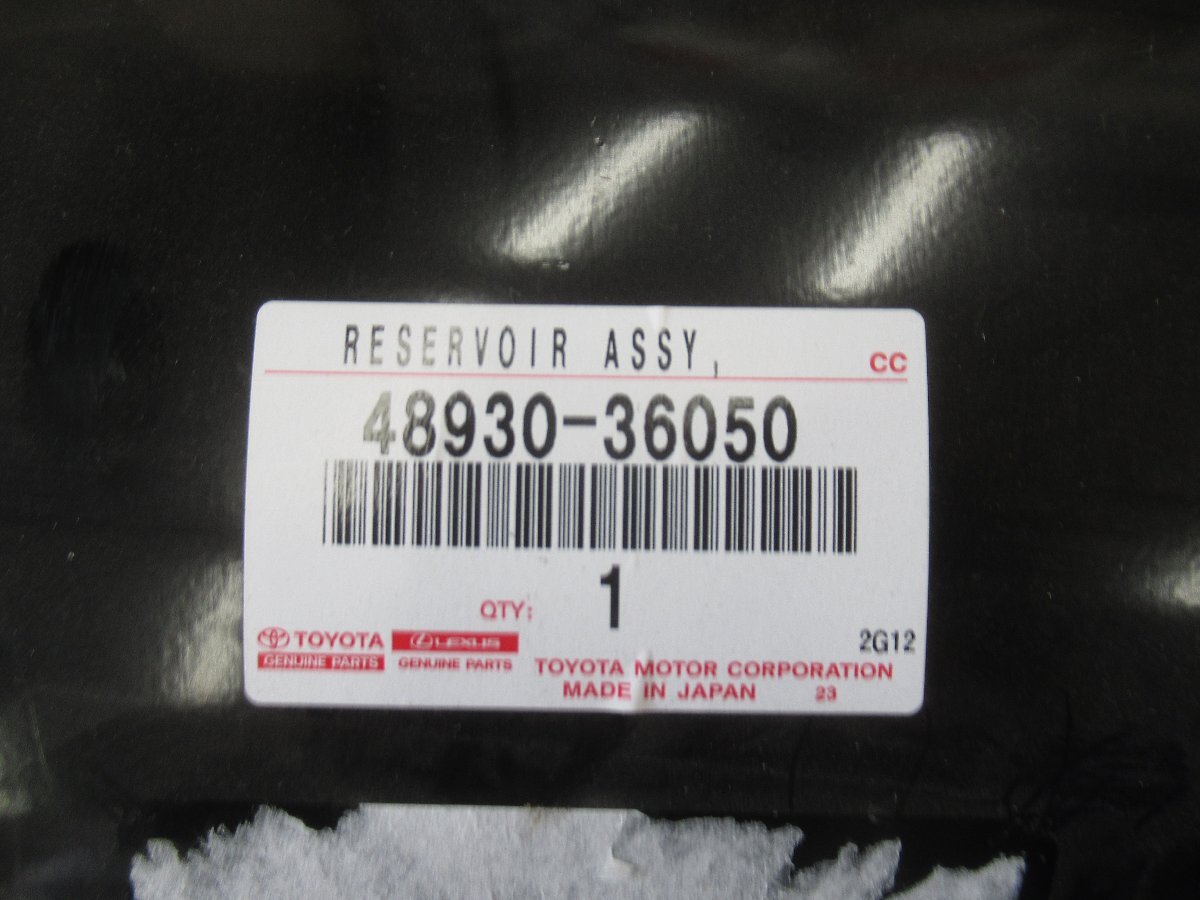 RESERVOIR ASSY,
CC
48930-36050
QTY: 1
2G12
TOYOTA
GENUINE PARTS
LEXUS
GENUINE PARTS
TOYOTA MOTOR CORPORATION
MADE IN JAPAN 23